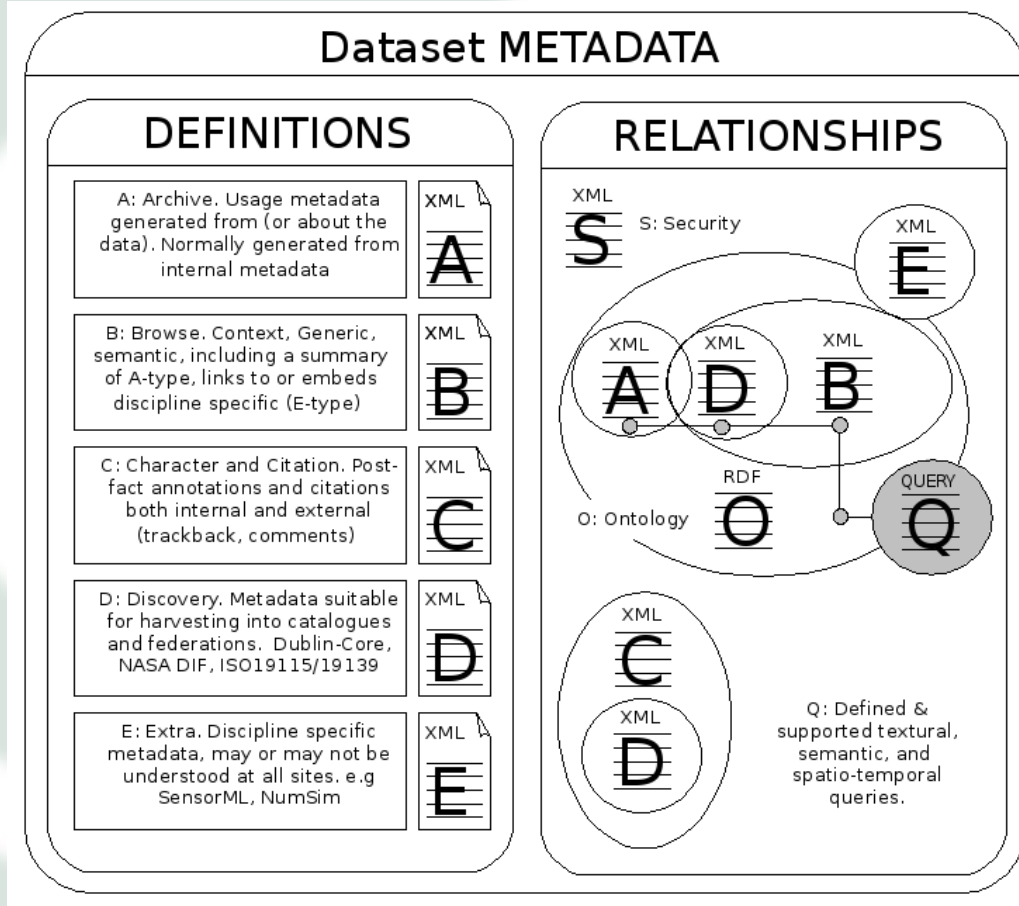 Dataset METADATA
DEFINITIONS
A: Archive. Usage metadata
generated from (or about the
data). Normally generated from
internal metadata
XML
A
B: Browse. Context, Generic,
semantic, including a summary
of A-type, links to or embeds
discipline specific (E-type)
XML
B
C: Character and Citation. Post-
fact annotations and citations
both internal and external
(trackback, comments)
XML
C
D: Discovery. Metadata suitable
for harvesting into catalogues
and federations. Dublin-Core,
NASA DIF, ISO19115/19139
XML
D
E: Extra. Discipline specific
metadata, may or may not be
understood at all sites. e.g
SensorML, NumSim
XML
E
RELATIONSHIPS
XML
S
S: Security
XML
E
XML
A
XML
D
XML
B
RDF
O
O: Ontology
QUERY
Q
XML
C
XML
D
Q: Defined &
supported textural,
semantic, and
spatio-temporal
queries.